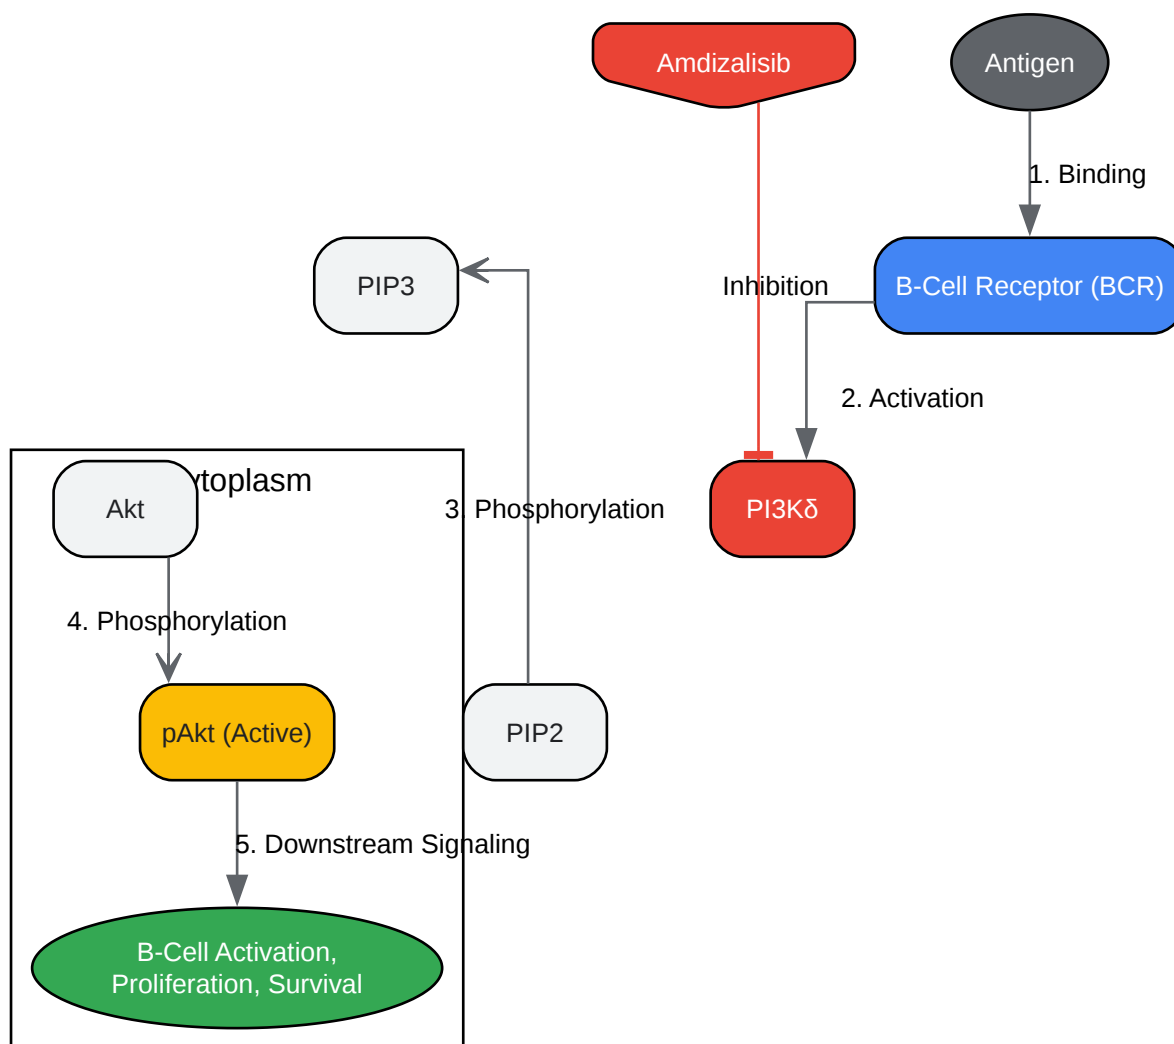 Amdizalisib
Antigen
1. Binding
PIP3
Inhibition
B-Cell Receptor (BCR)
2. Activation
ytoplasm
Akt
3. Phosphorylation
PI3Kδ
4. Phosphorylation
pAkt (Active)
PIP2
5. Downstream Signaling
B-Cell Activation,
Proliferation, Survival